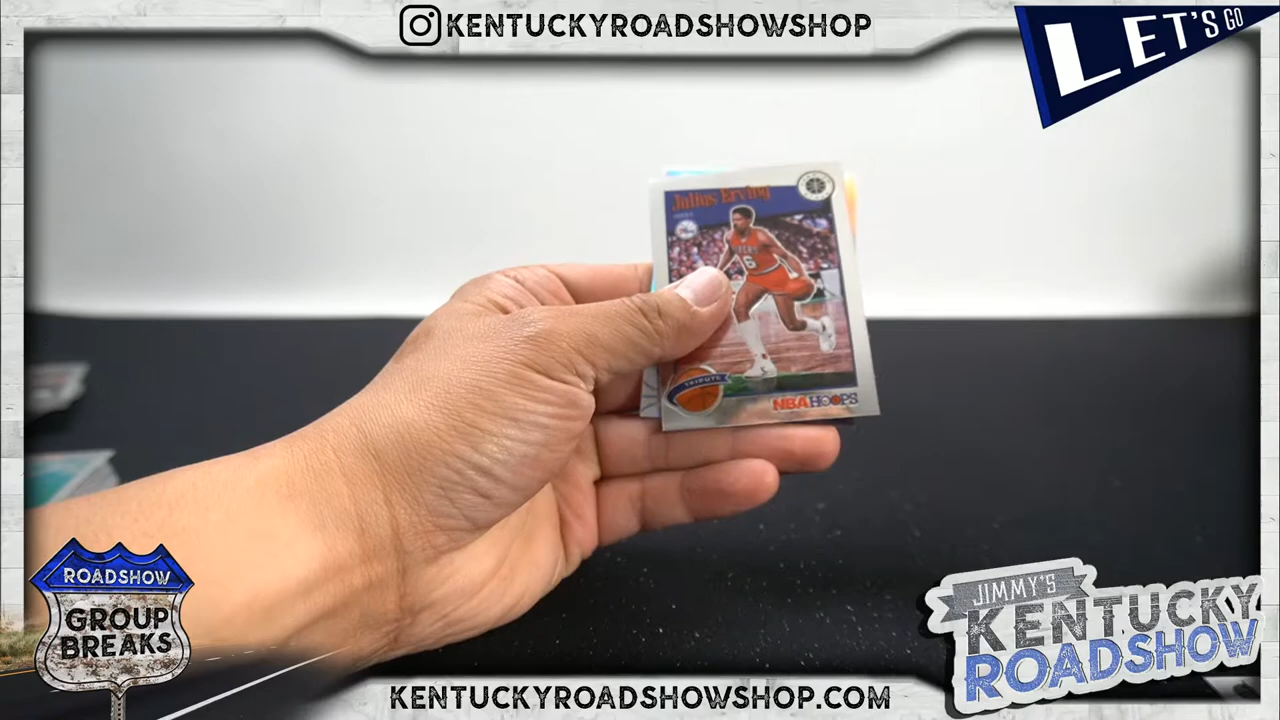 KENTUCKYROADSHOWSHOP
LET'S GO
Julius Erving
6
TRIBUTE
NBA HOOPS
ROADSHOW
GROUP
BREAKS
JIMMY'S
KENTUCKY
ROADSHOW
KENTUCKYROADSHOWSHOP.COM